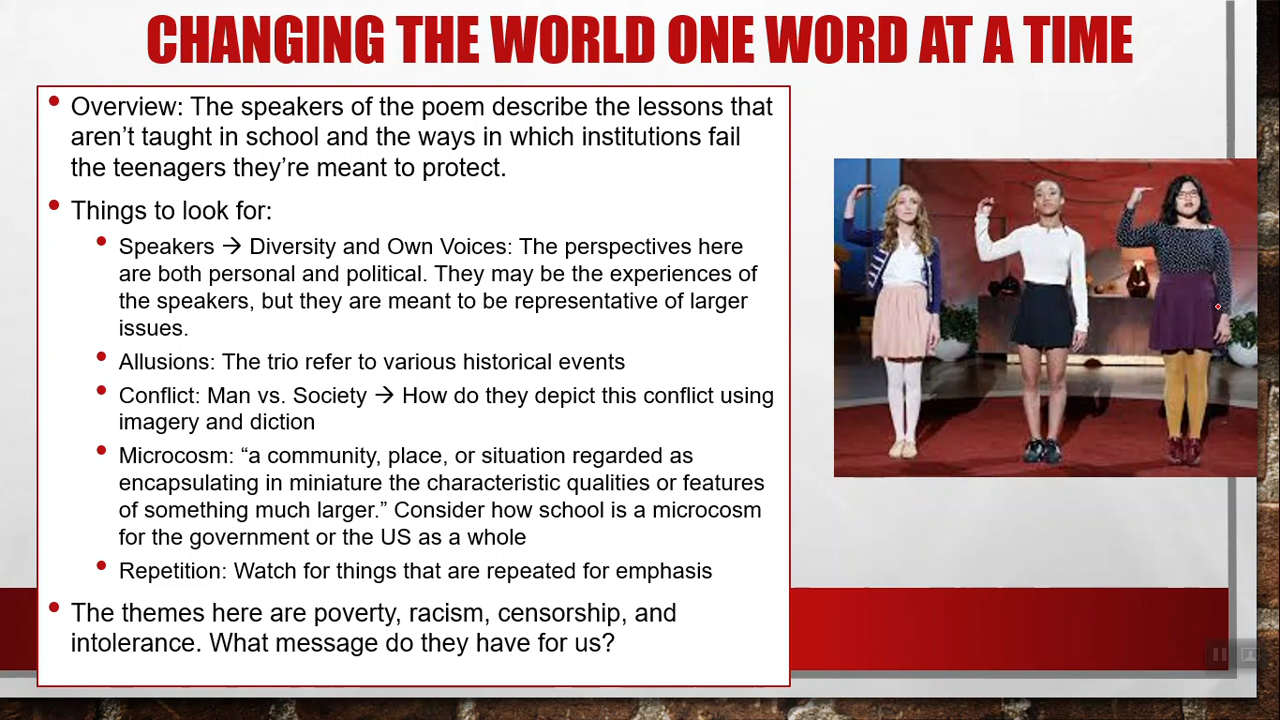 CHANGING THE WORLD ONE WORD AT A TIME
• Overview: The speakers of the poem describe the lessons that
aren’t taught in school and the ways in which institutions fail
the teenagers they’re meant to protect.
• Things to look for:
• Speakers → Diversity and Own Voices: The perspectives here
are both personal and political. They may be the experiences of
the speakers, but they are meant to be representative of larger
issues.
• Allusions: The trio refer to various historical events
• Conflict: Man vs. Society → How do they depict this conflict using
imagery and diction
• Microcosm: “a community, place, or situation regarded as
encapsulating in miniature the characteristic qualities or features
of something much larger.” Consider how school is a microcosm
for the government or the US as a whole
• Repetition: Watch for things that are repeated for emphasis
• The themes here are poverty, racism, censorship, and
intolerance. What message do they have for us?